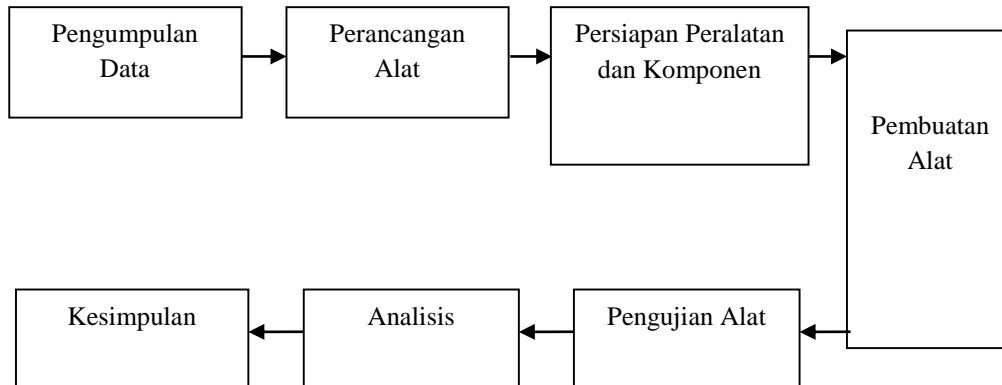 Pengumpulan
Data
Perancangan
Alat
Persiapan Peralatan
dan Komponen
Pembuatan
Alat
Pengujian Alat
Analisis
Kesimpulan